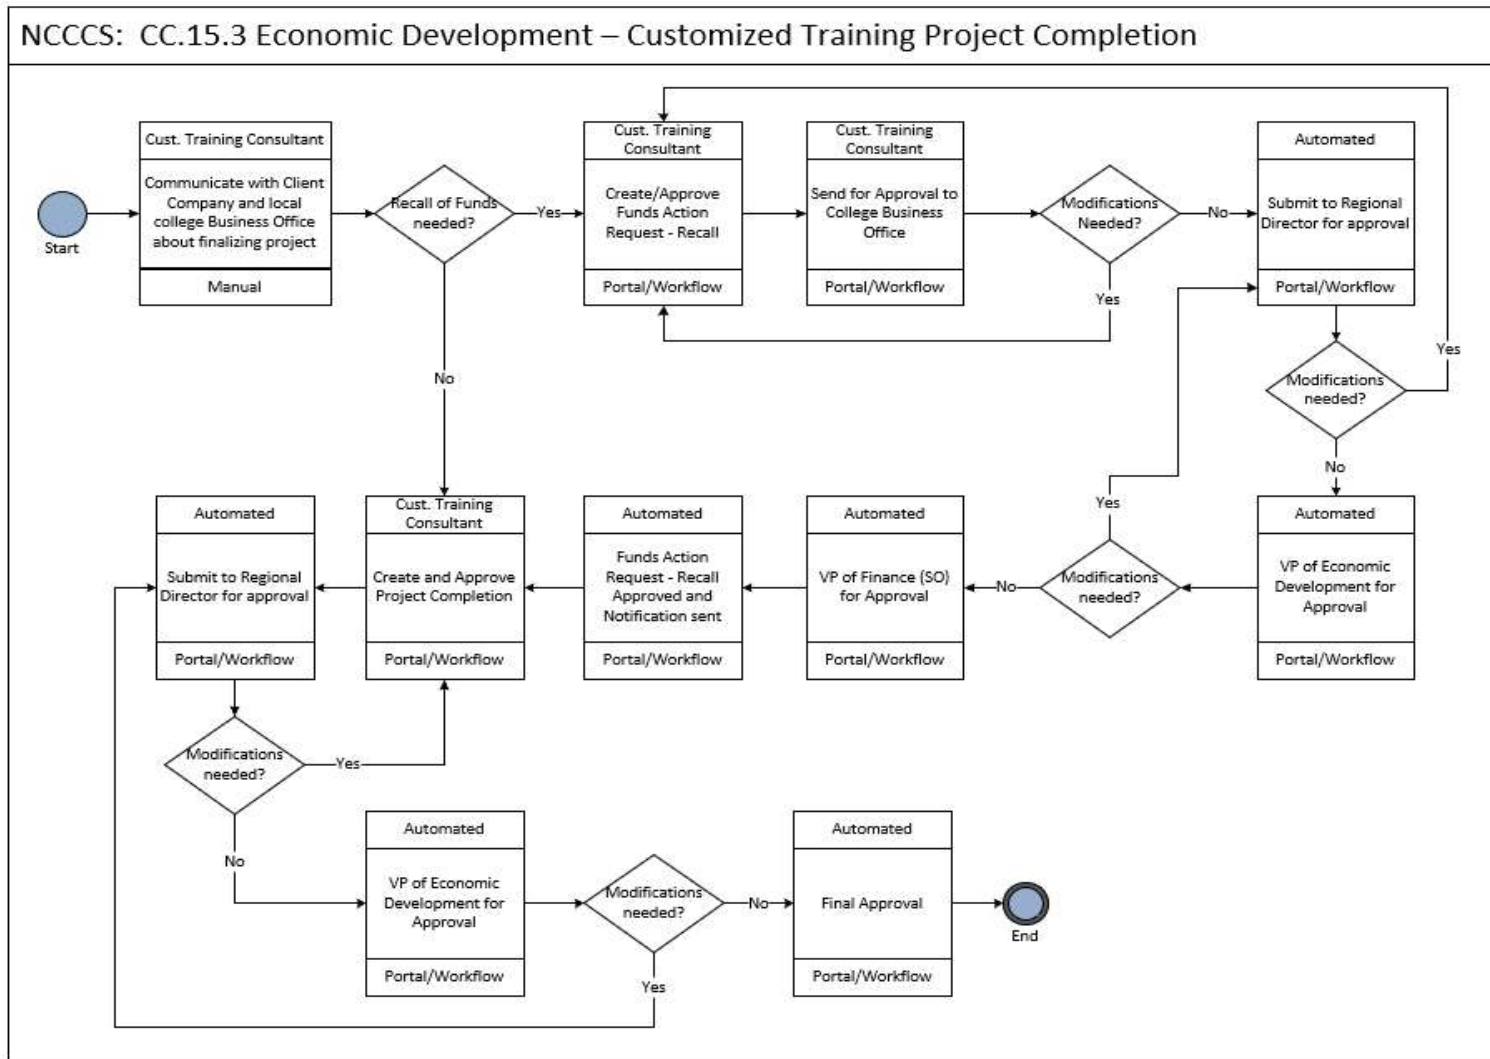 NCCCS: CC.15.3 Economic Development – Customized Training Project Completion
Start
Cust. Training Consultant
Communicate with Client
Company and local
college Business Office
about finalizing project
Manual
Recall of Funds
needed?
Yes
No
Cust. Training
Consultant
Create/Approve
Funds Action
Request - Recall
Portal/Workflow
Cust. Training
Consultant
Send for Approval to
College Business
Office
Portal/Workflow
Modifications
Needed?
No
Yes
Automated
Submit to Regional
Director for approval
Portal/Workflow
Modifications
needed?
Yes
No
Automated
VP of Economic
Development for
Approval
Portal/Workflow
Modifications
needed?
Yes
No
Automated
VP of Finance (SO)
for Approval
Portal/Workflow
Automated
Funds Action
Request - Recall
Approved and
Notification sent
Portal/Workflow
Cust. Training
Consultant
Create and Approve
Project Completion
Portal/Workflow
Automated
Submit to Regional
Director for approval
Portal/Workflow
Modifications
needed?
Yes
No
Automated
VP of Economic
Development for
Approval
Portal/Workflow
Modifications
needed?
No
Yes
Automated
Final Approval
Portal/Workflow
End